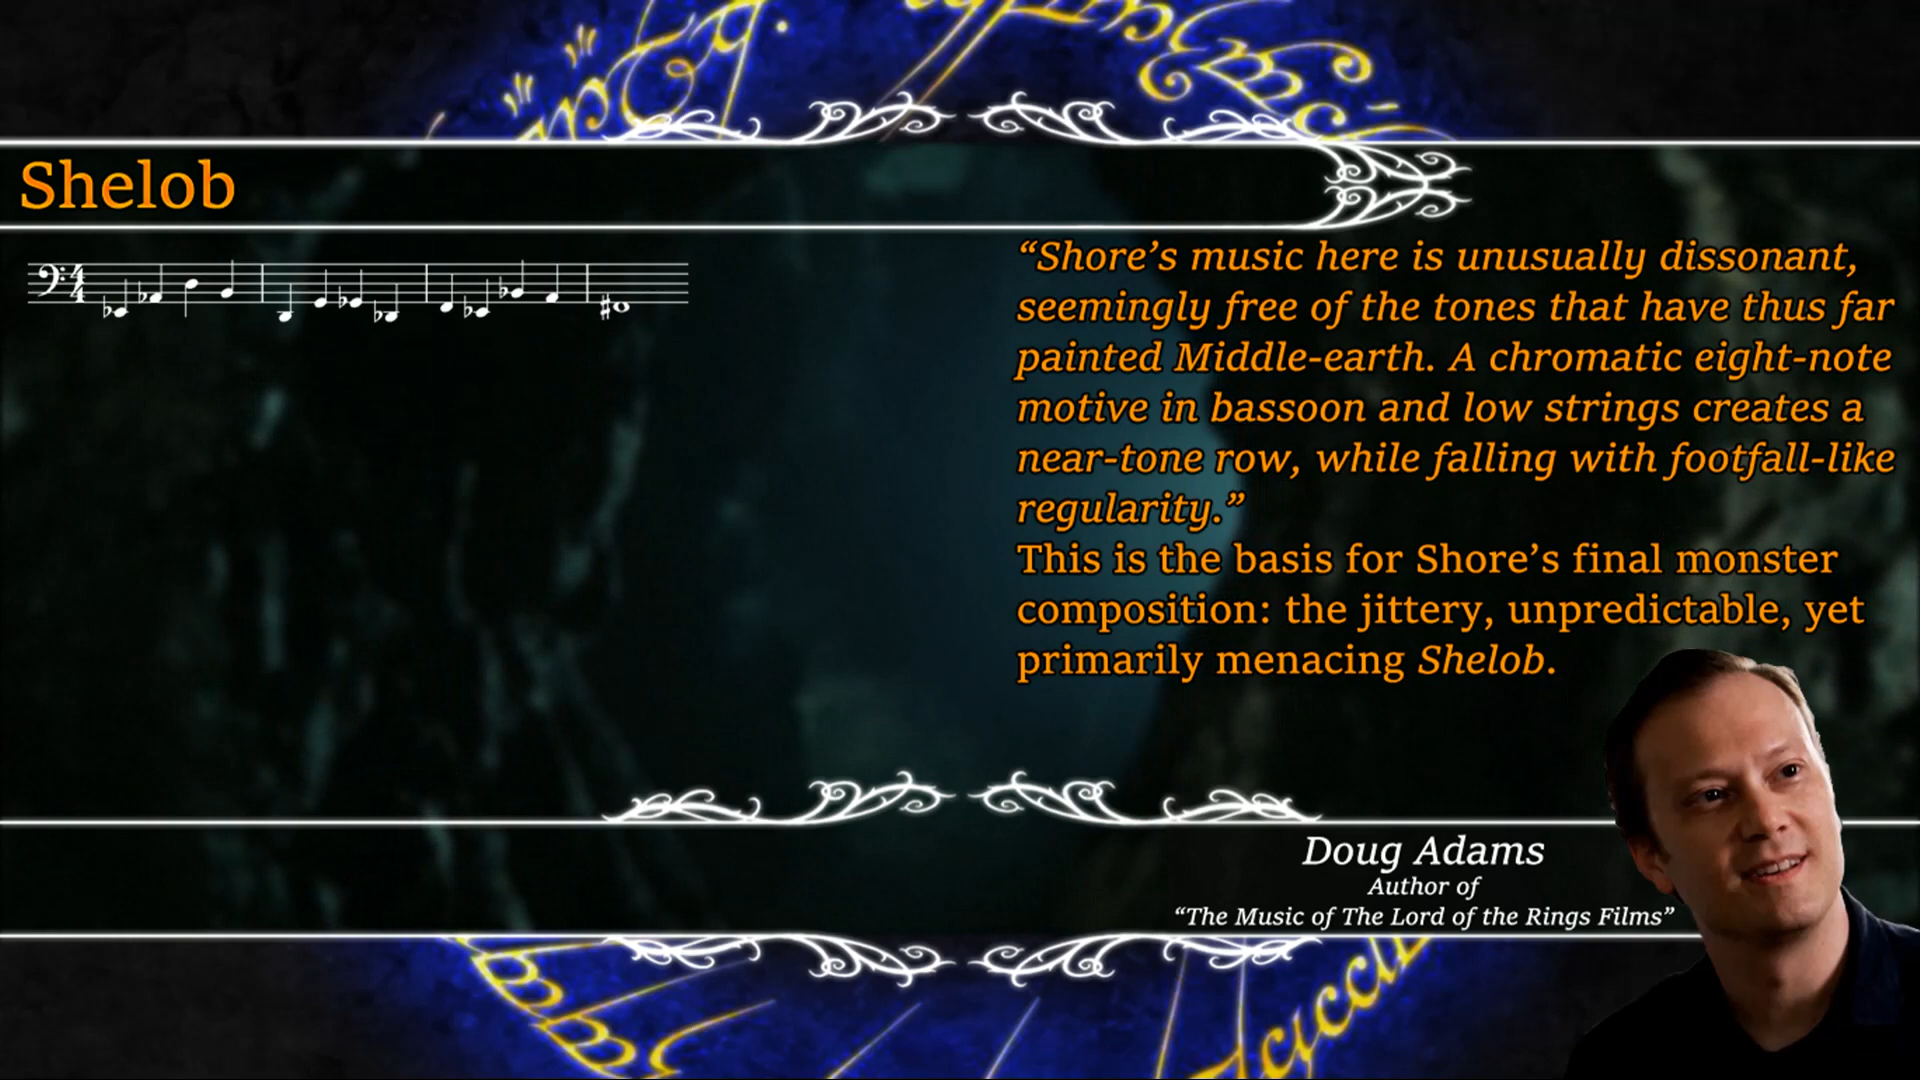 Shelob
“Shore’s music here is unusually dissonant,
seemingly free of the tones that have thus far
painted Middle-earth. A chromatic eight-note
motive in bassoon and low strings creates a
near-tone row, while falling with footfall-like
regularity.”
This is the basis for Shore’s final monster
composition: the jittery, unpredictable, yet
primarily menacing Shelob.
Doug Adams
Author of
“The Music of The Lord of the Rings Films”